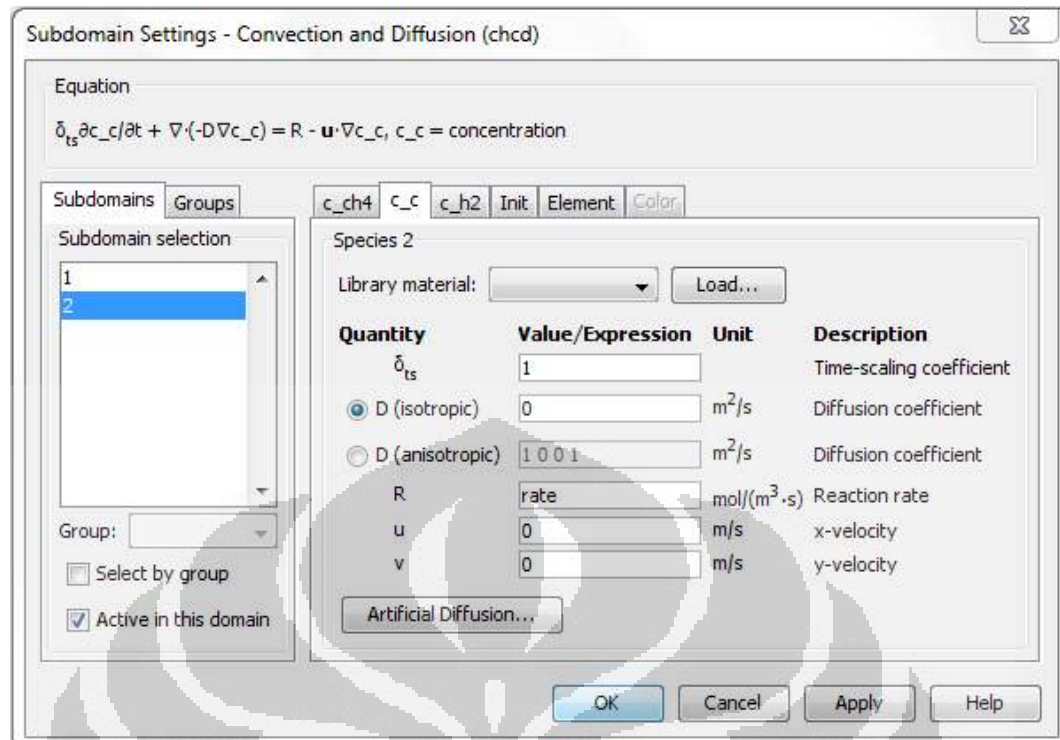 Subdomain Settings - Convection and Diffusion (chcd)
Equation
δts∂c_c/∂t + ∇·(-D∇c_c) = R - u·∇c_c, c_c = concentration
Subdomains Groups
Subdomain selection
1
2
Group:
Select by group
Active in this domain
c_ch4 c_c c_h2 Init Element Color
Species 2
Library material: Load...
Quantity Value/Expression Unit Description
δts 1 Time-scaling coefficient
D (isotropic) 0 m²/s Diffusion coefficient
D (anisotropic) 1 0 0 1 m²/s Diffusion coefficient
R rate mol/(m³·s) Reaction rate
u 0 m/s x-velocity
v 0 m/s y-velocity
Artificial Diffusion...
OK Cancel Apply Help